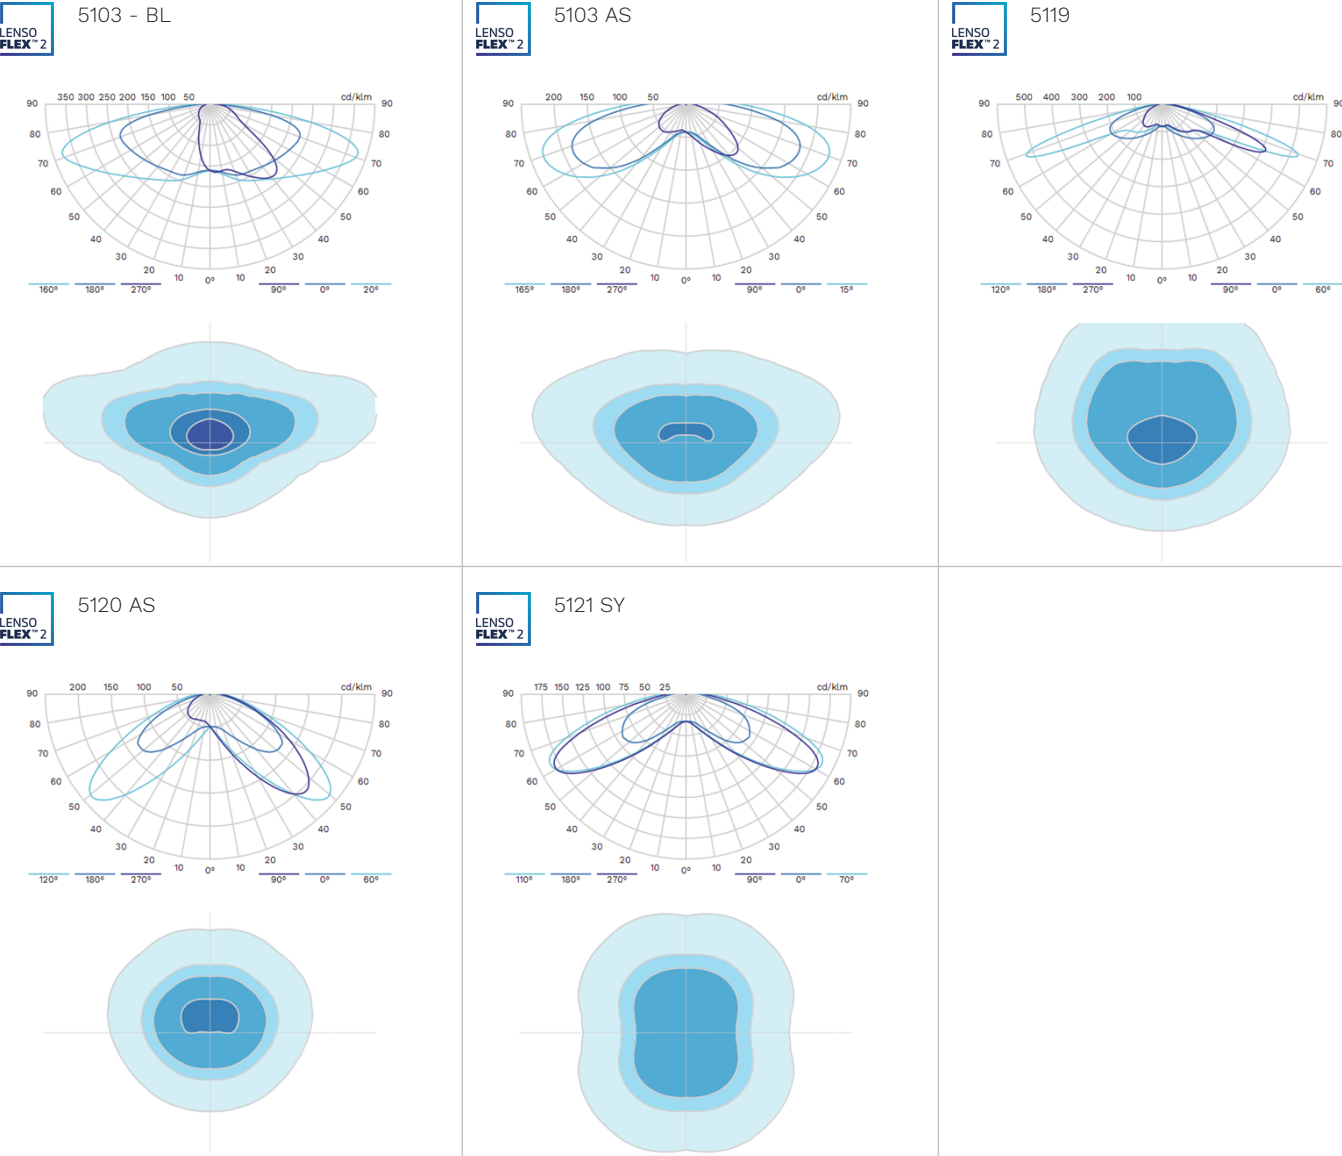 5103 - BL
LENSO
FLEX™ 2
350 300 250 200 150 100 50 cd/klm
90 90
80 80
70 70
60 60
50 50
40 40
30 30
20 20
10 0° 10
160° 180° 270° 90° 0° 20°
5103 AS
LENSO
FLEX™ 2
200 150 100 50 cd/klm
90 90
80 80
70 70
60 60
50 50
40 40
30 30
20 20
10 0° 10
165° 180° 270° 90° 0° 15°
5119
LENSO
FLEX™ 2
500 400 300 200 100 cd/klm
90 90
80 80
70 70
60 60
50 50
40 40
30 30
20 20
10 0° 10
120° 180° 270° 90° 0° 60°
5120 AS
LENSO
FLEX™ 2
200 150 100 50 cd/klm
90 90
80 80
70 70
60 60
50 50
40 40
30 30
20 20
10 0° 10
120° 180° 270° 90° 0° 60°
5121 SY
LENSO
FLEX™ 2
175 150 125 100 75 50 25 cd/klm
90 90
80 80
70 70
60 60
50 50
40 40
30 30
20 20
10 0° 10
110° 180° 270° 90° 0° 70°